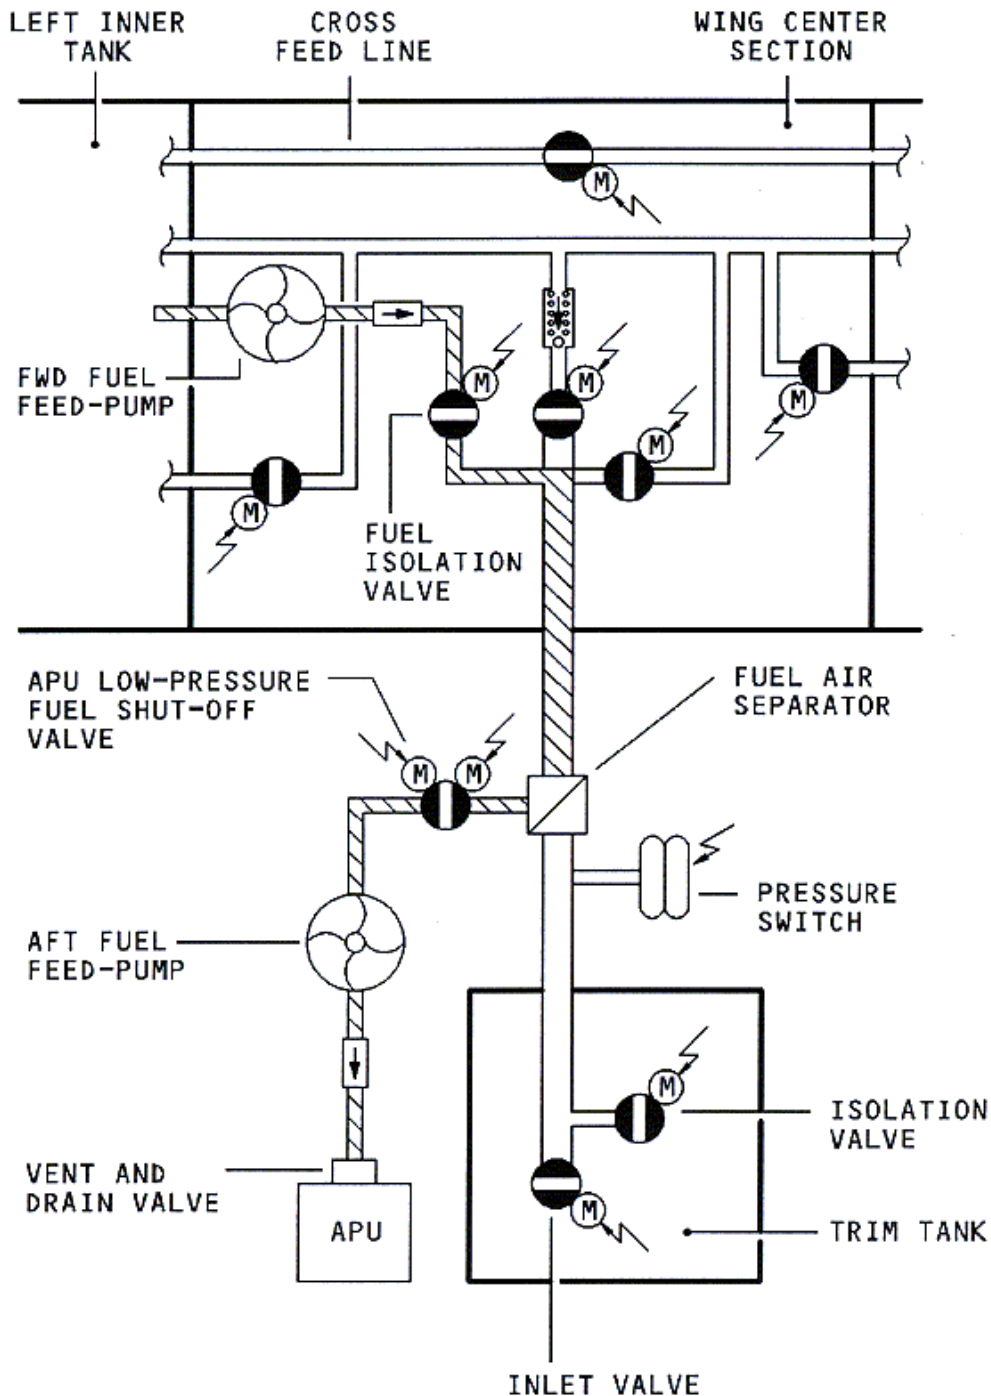 LEFT INNER
TANK
CROSS
FEED LINE
WING CENTER
SECTION
M
FWD FUEL
FEED-PUMP
M
M
M
M
M
FUEL
ISOLATION
VALVE
APU LOW-PRESSURE
FUEL SHUT-OFF
VALVE
FUEL AIR
SEPARATOR
M
M
PRESSURE
SWITCH
AFT FUEL
FEED-PUMP
M
ISOLATION
VALVE
VENT AND
DRAIN VALVE
M
APU
TRIM TANK
INLET VALVE